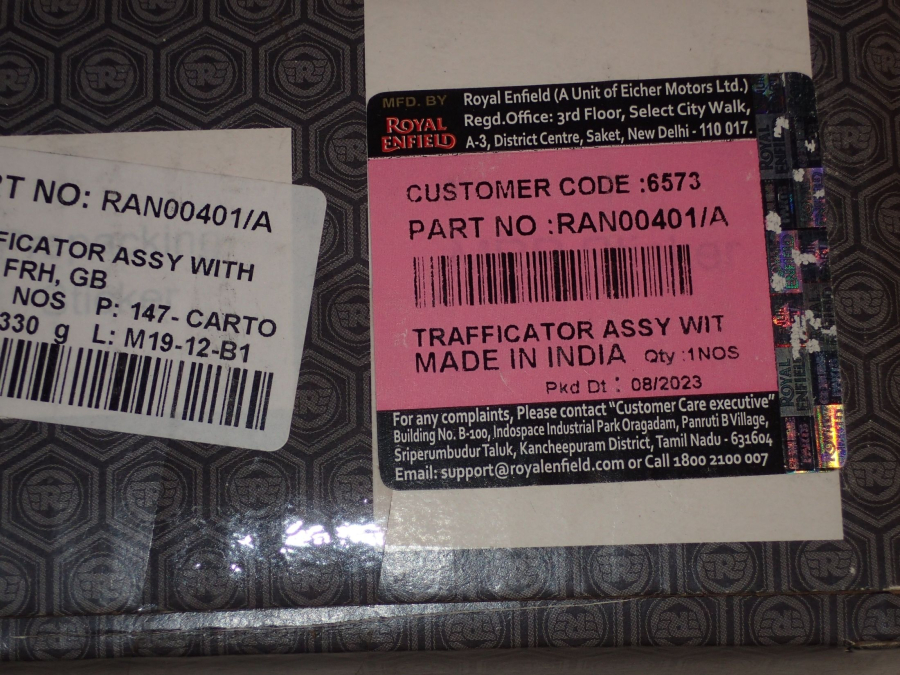 RT NO: RAN00401/A
FICATOR ASSY WITH
FRH, GB
NOS P: 147- CARTO
330 g L: M19-12-B1
MFD. BY
ROYAL
ENFIELD
Royal Enfield (A Unit of Eicher Motors Ltd.)
Regd.Office: 3rd Floor, Select City Walk,
A-3, District Centre, Saket, New Delhi - 110 017.
CUSTOMER CODE :6573
PART NO :RAN00401/A
TRAFFICATOR ASSY WIT
MADE IN INDIA Qty :1NOS
Pkd Dt : 08/2023
For any complaints, Please contact “Customer Care executive”
Building No. B-100, Indospace Industrial Park Oragadam, Panruti B Village,
Sriperumbudur Taluk, Kancheepuram District, Tamil Nadu - 631604
Email: support@royalenfield.com or Call 1800 2100 007
ROYAL
ENFIELD